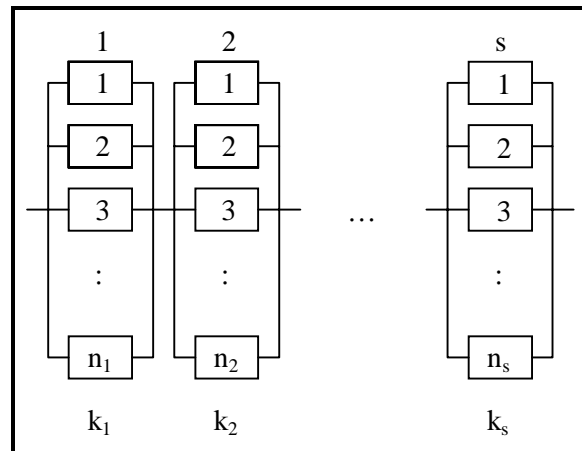 1 2 s
1 1 1
2 2 2
3 3 ... 3
: : :
n₁ n₂ nₛ
k₁ k₂ kₛ